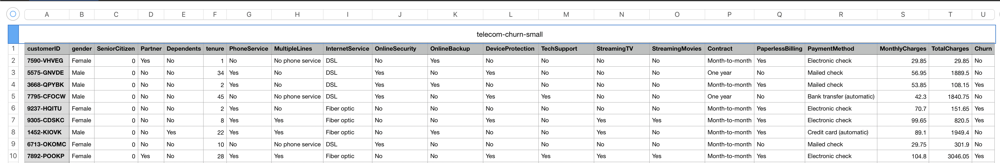 A B C D E F G H I J K L M N O P Q R S T U
telecom-churn-small
1 customerID gender SeniorCitizen Partner Dependents tenure PhoneService MultipleLines InternetService OnlineSecurity OnlineBackup DeviceProtection TechSupport StreamingTV StreamingMovies Contract PaperlessBilling PaymentMethod MonthlyCharges TotalCharges Churn
2 7590-VHVEG Female 0 Yes No 1 No No phone service DSL No Yes No No No No Month-to-month Yes Electronic check 29.85 29.85 No
3 5575-GNVDE Male 0 No No 34 Yes No DSL Yes No Yes No No No One year No Mailed check 56.95 1889.5 No
4 3668-QPYBK Male 0 No No 2 Yes No DSL Yes Yes No No No No Month-to-month Yes Mailed check 53.85 108.15 Yes
5 7795-CFOCW Male 0 No No 45 No No phone service DSL Yes No Yes Yes No No One year No Bank transfer (automatic) 42.3 1840.75 No
6 9237-HQITU Female 0 No No 2 Yes No Fiber optic No No No No No No Month-to-month Yes Electronic check 70.7 151.65 Yes
7 9305-CDSKC Female 0 No No 8 Yes Yes Fiber optic No No Yes No Yes Yes Month-to-month Yes Electronic check 99.65 820.5 Yes
8 1452-KIOVK Male 0 No Yes 22 Yes Yes Fiber optic No Yes No No Yes No Month-to-month Yes Credit card (automatic) 89.1 1949.4 No
9 6713-OKOMC Female 0 No No 10 No No phone service DSL Yes No No No No No Month-to-month No Mailed check 29.75 301.9 No
10 7892-POOKP Female 0 Yes No 28 Yes Yes Fiber optic No No Yes Yes Yes Yes Month-to-month Yes Electronic check 104.8 3046.05 Yes